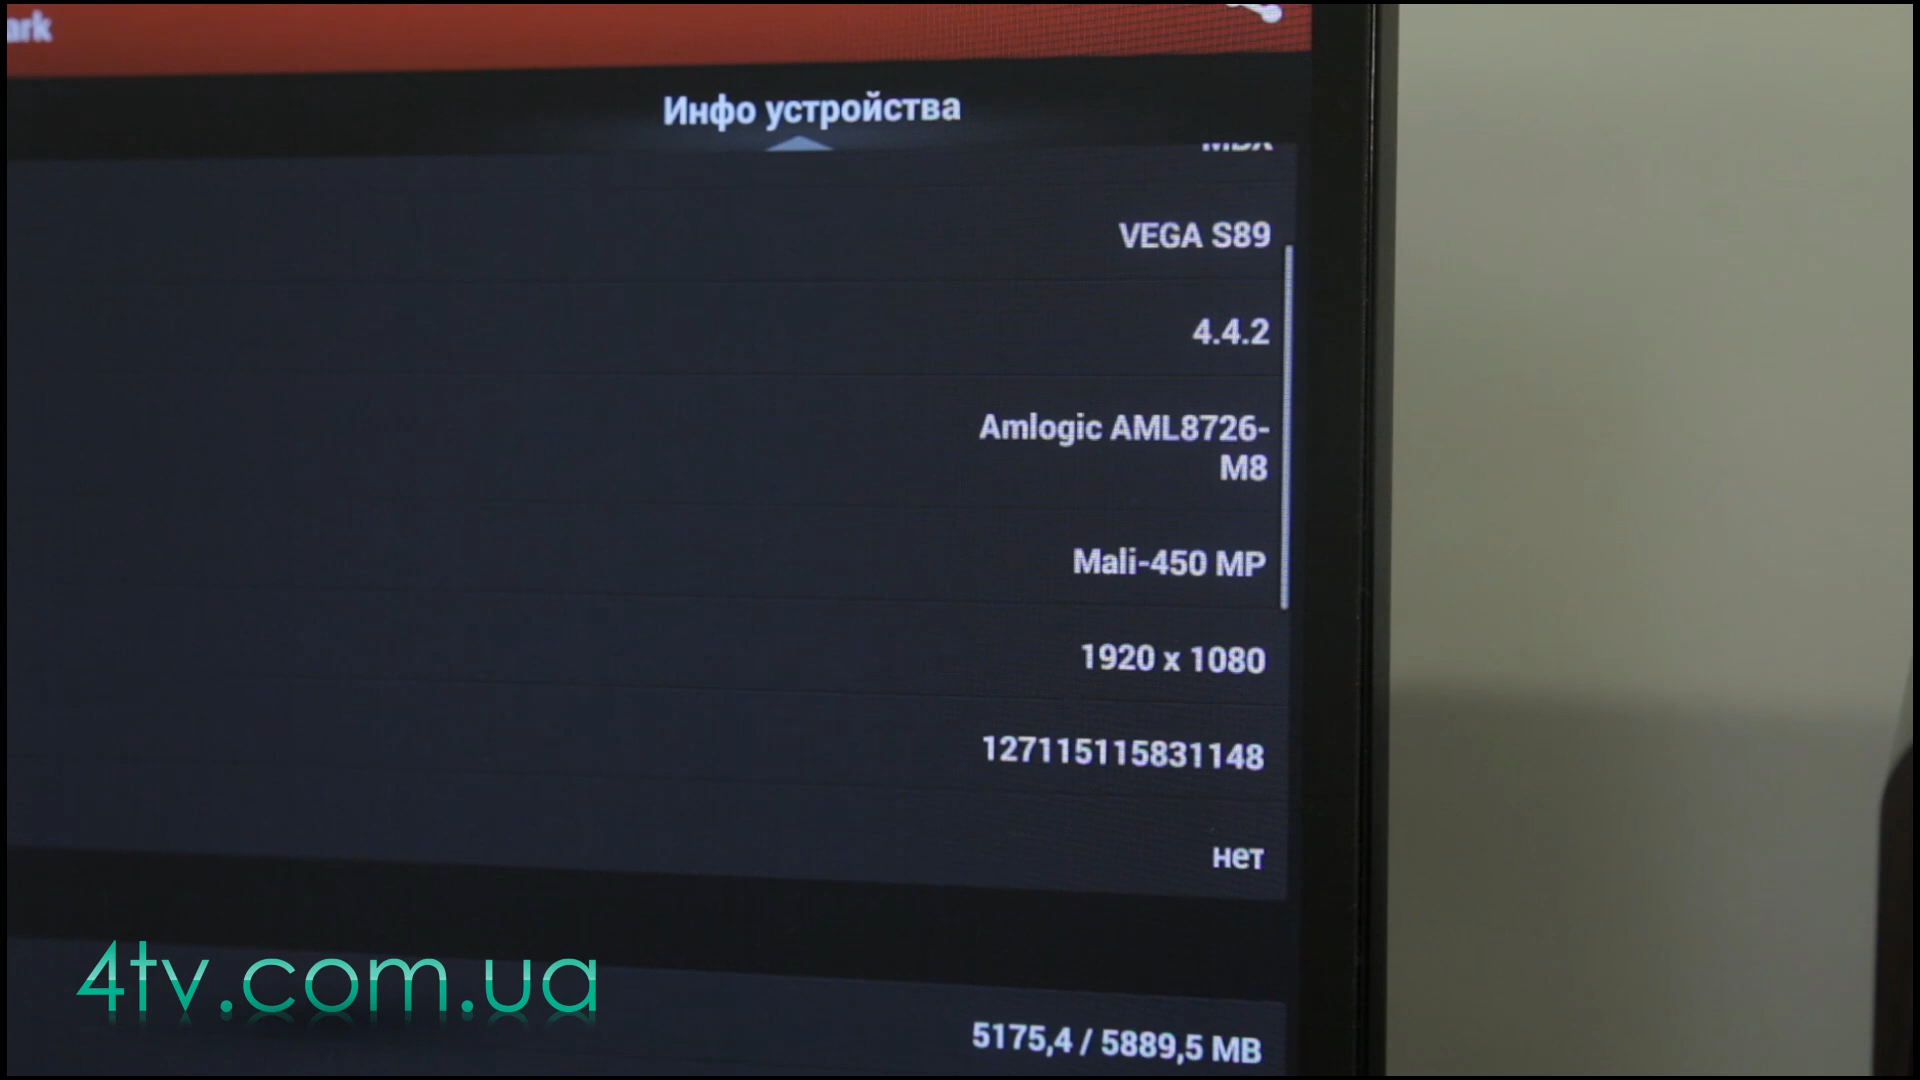 Инфо устройства
VEGA S89
4.4.2
Amlogic AML8726-
M8
Mali-450 MP
1920 x 1080
127115115831148
нет
4tv.com.ua
5175,4 / 5889,5 MB